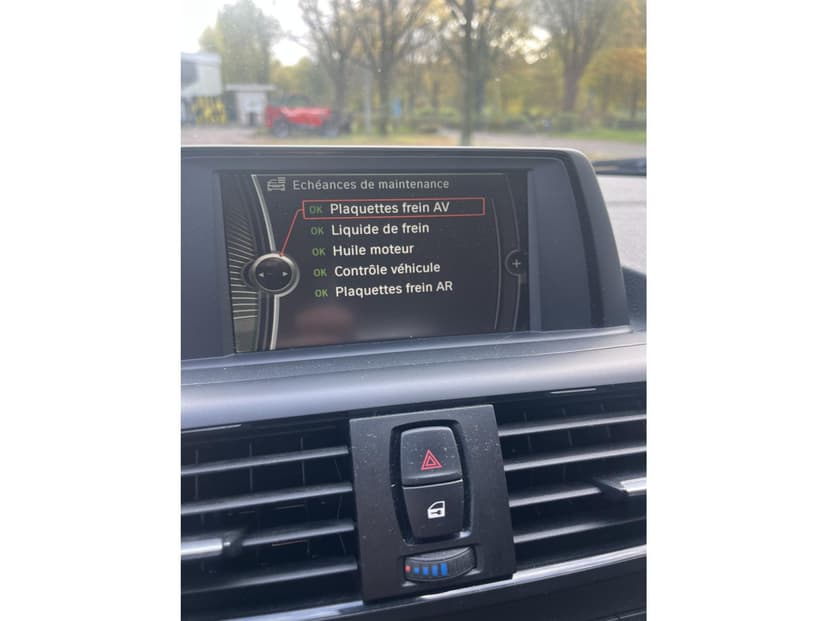 Echéances de maintenance
OK Plaquettes frein AV
OK Liquide de frein
OK Huile moteur
OK Contrôle véhicule
OK Plaquettes frein AR
+